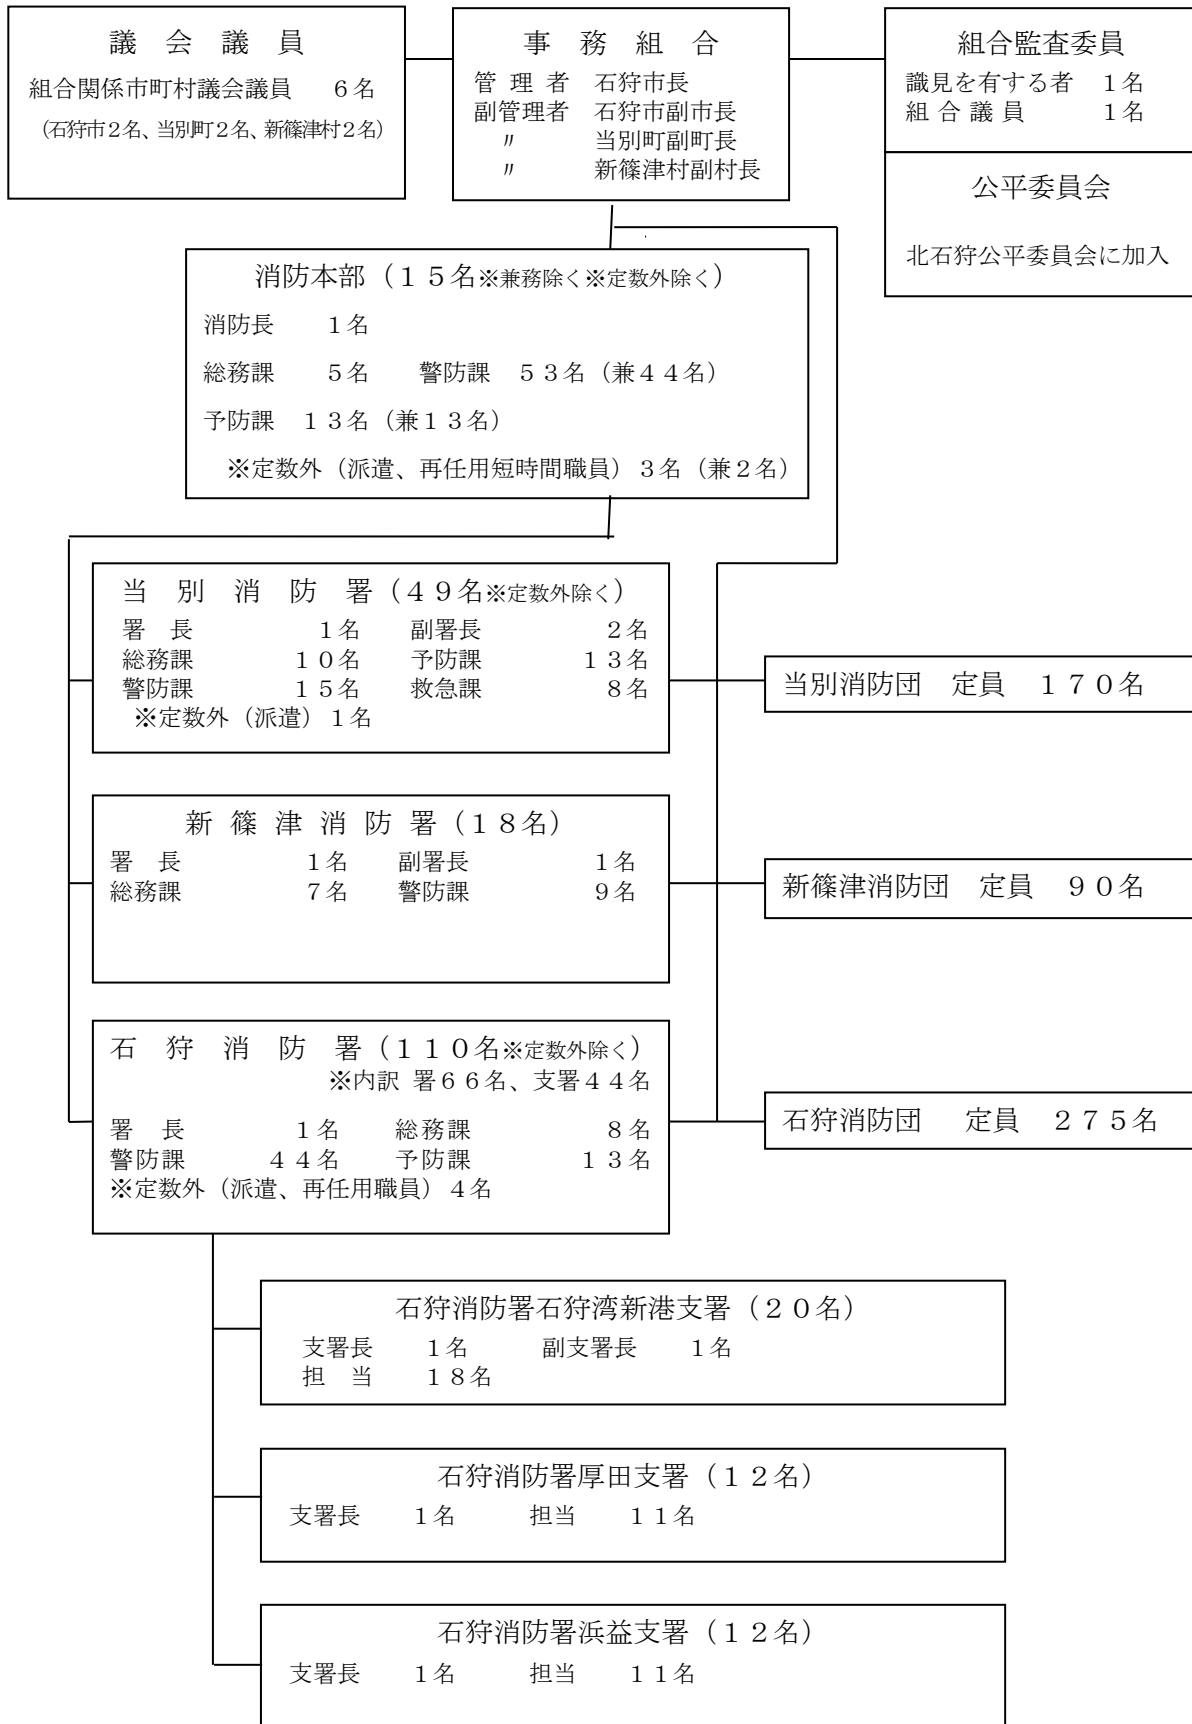 議　会　議　員
組合関係市町村議会議員　６名
（石狩市２名、当別町２名、新篠津村２名）
事　務　組　合
管 理 者　石狩市長
副管理者　石狩市副市長
〃　当別町副町長
〃　新篠津村副村長
組合監査委員
識見を有する者　１名
組 合 議 員　１名
公平委員会
北石狩公平委員会に加入
消防本部（１５名※兼務除く※定数外除く）
消防長　１名
総務課　５名　警防課　５３名（兼４４名）
予防課　１３名（兼１３名）
※定数外（派遣、再任用短時間職員）３名（兼２名）
当　別　消　防　署（４９名※定数外除く）
署　長　１名　副署長　２名
総務課　１０名　予防課　１３名
警防課　１５名　救急課　８名
※定数外（派遣）１名
当別消防団　定員　１７０名
新 篠 津 消 防 署（１８名）
署　長　１名　副署長　１名
総務課　７名　警防課　９名
新篠津消防団　定員　９０名
石　狩　消　防　署（１１０名※定数外除く）
※内訳 署６６名、支署４４名
署　長　１名　総務課　８名
警防課　４４名　予防課　１３名
※定数外（派遣、再任用職員）４名
石狩消防団　定員　２７５名
石狩消防署石狩湾新港支署（２０名）
支署長　１名　副支署長　１名
担　当　１８名
石狩消防署厚田支署（１２名）
支署長　１名　担当　１１名
石狩消防署浜益支署（１２名）
支署長　１名　担当　１１名